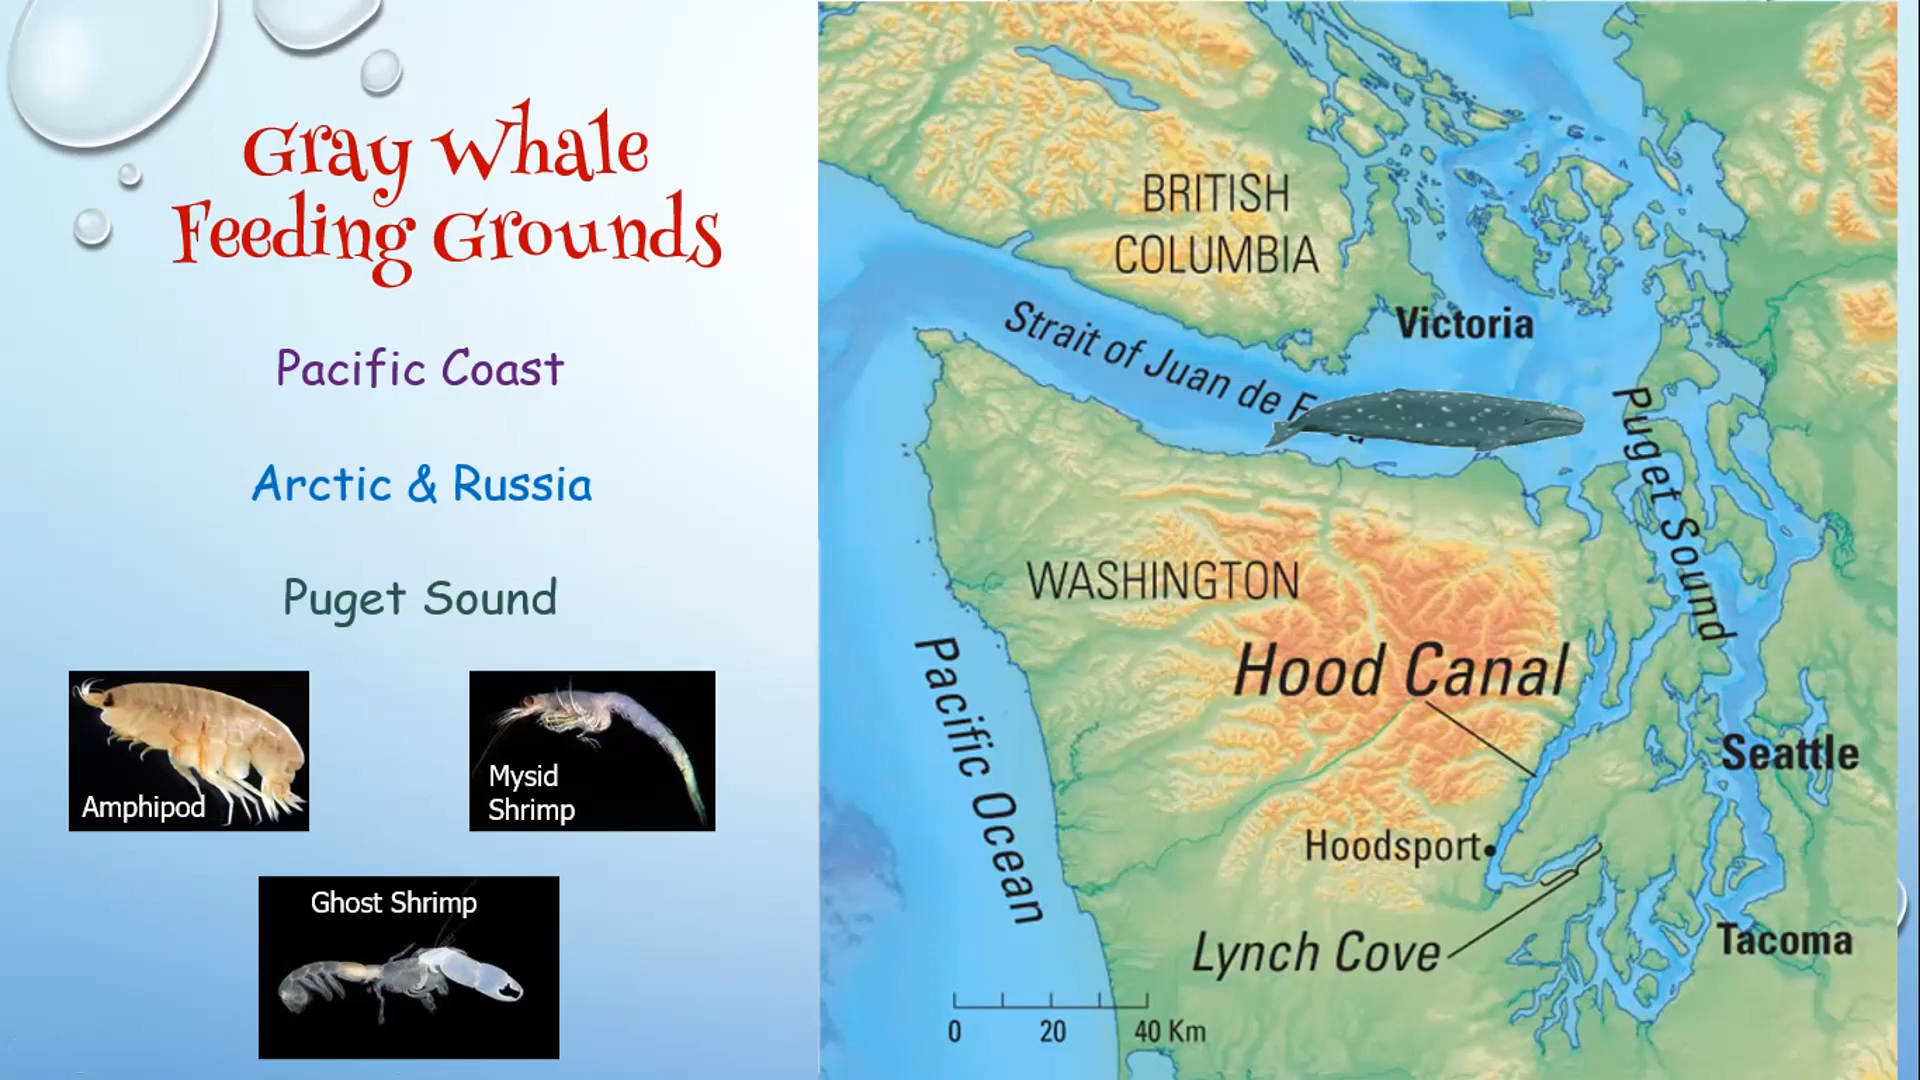 Gray Whale
Feeding Grounds
Pacific Coast
Arctic & Russia
Puget Sound
Amphipod
Mysid
Shrimp
Ghost Shrimp
BRITISH
COLUMBIA
Victoria
Strait of Juan de
Puget Sound
WASHINGTON
Hood Canal
Pacific Ocean
Seattle
Hoodsport
Lynch Cove
Tacoma
0 20 40 Km